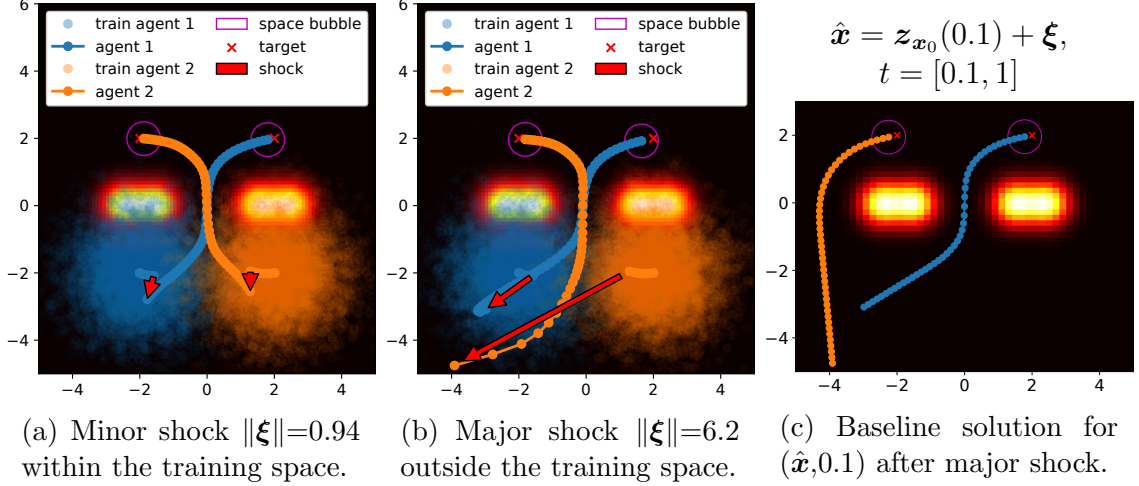 train agent 1
agent 1
train agent 2
agent 2
space bubble
target
shock
6
4
2
0
−2
−4
−4 −2 0 2 4
(a) Minor shock ‖ξ‖=0.94
within the training space.
train agent 1
agent 1
train agent 2
agent 2
space bubble
target
shock
6
4
2
0
−2
−4
−4 −2 0 2 4
(b) Major shock ‖ξ‖=6.2
outside the training space.
x̂ = z_{x_0}(0.1) + ξ,
t = [0.1, 1]
2
0
−2
−4
−4 −2 0 2 4
(c) Baseline solution for
(x̂,0.1) after major shock.